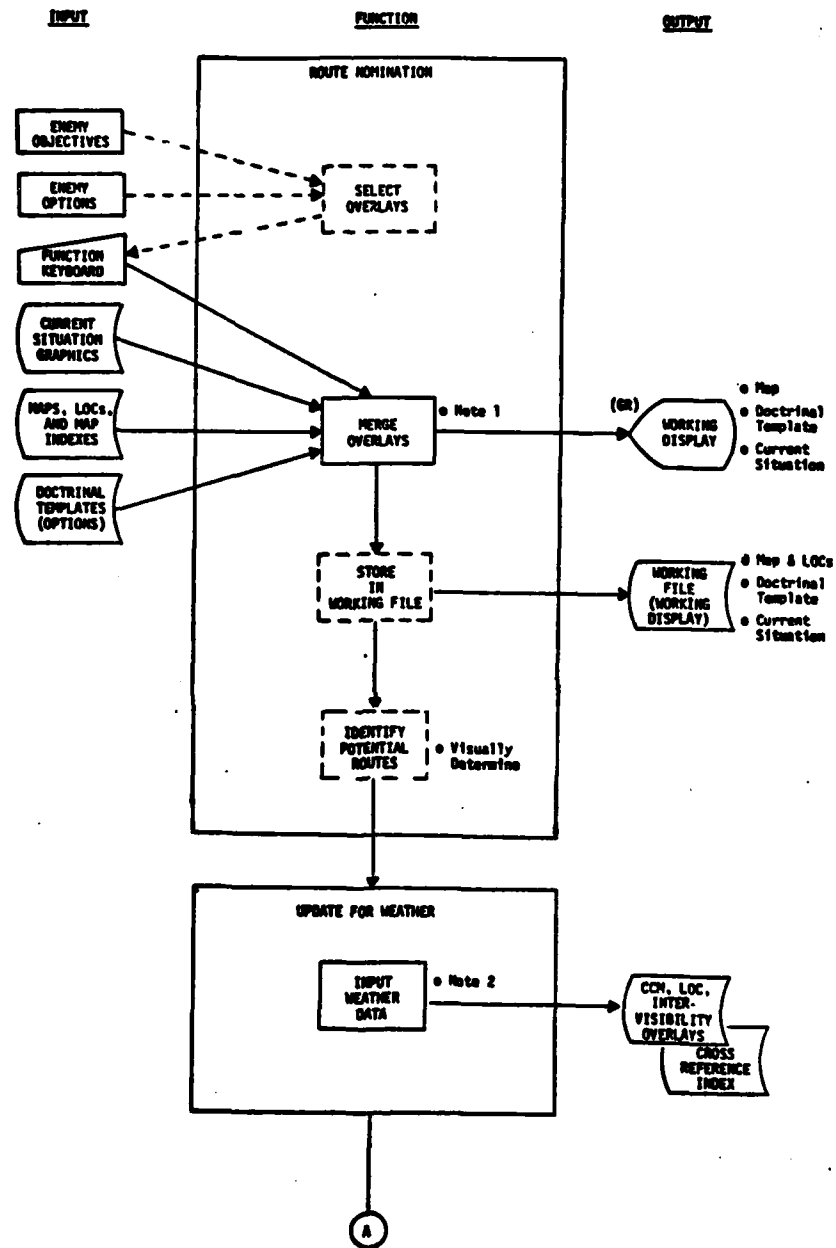 INPUT
FUNCTION
OUTPUT
ROUTE NOMINATION
ENEMY
OBJECTIVES
ENEMY
OPTIONS
SELECT
OVERLAYS
FUNCTION
KEYBOARD
CURRENT
SITUATION
GRAPHICS
MAPS, LOCs,
AND MAP
INDEXES
DOCTRINAL
TEMPLATES
(OPTIONS)
MERGE
OVERLAYS
● Note 1
(GR)
WORKING
DISPLAY
● Map
● Doctrinal
Template
● Current
Situation
STORE
IN
WORKING FILE
WORKING
FILE
(WORKING
DISPLAY)
● Map & LOCs
● Doctrinal
Template
● Current
Situation
IDENTIFY
POTENTIAL
ROUTES
● Visually
Determine
UPDATE FOR WEATHER
INPUT
WEATHER
DATA
● Note 2
CCM, LOC,
INTER-
VISIBILITY
OVERLAYS
CROSS
REFERENCE
INDEX
A